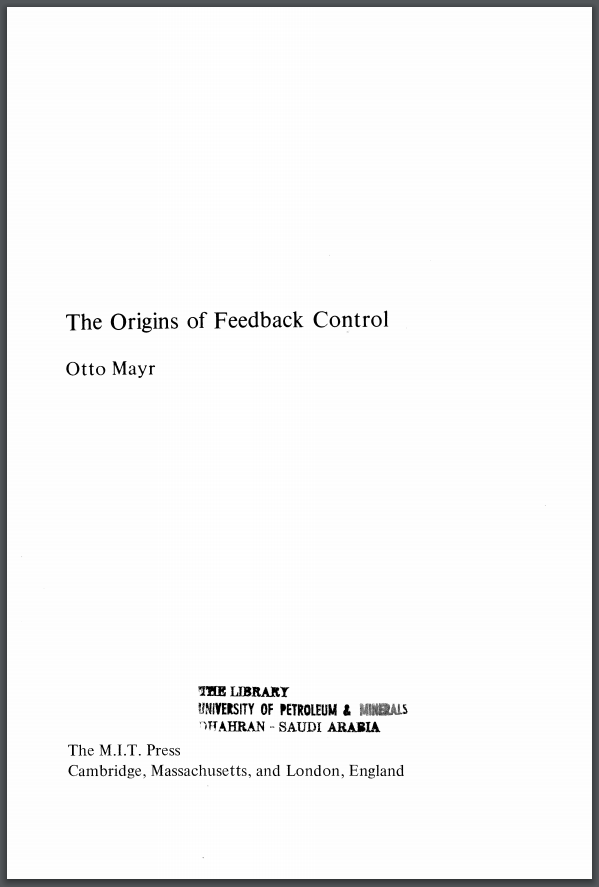 The Origins of Feedback Control
Otto Mayr
THE LIBRARY
UNIVERSITY OF PETROLEUM & MINERALS
DHAHRAN - SAUDI ARABIA
The M.I.T. Press
Cambridge, Massachusetts, and London, England